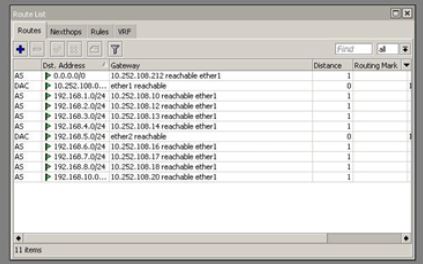 Route List
Routes Nexthops Rules VRF
Find all
Dst. Address Gateway Distance Routing Mark
AS 0.0.0.0/0 10.252.108.212 reachable ether1 1
DAC 10.252.108.0... ether1 reachable 0
AS 192.168.1.0/24 10.252.108.10 reachable ether1 1
AS 192.168.2.0/24 10.252.108.12 reachable ether1 1
AS 192.168.3.0/24 10.252.108.13 reachable ether1 1
AS 192.168.4.0/24 10.252.108.14 reachable ether1 1
DAC 192.168.5.0/24 ether2 reachable 0
AS 192.168.6.0/24 10.252.108.16 reachable ether1 1
AS 192.168.7.0/24 10.252.108.17 reachable ether1 1
AS 192.168.8.0/24 10.252.108.18 reachable ether1 1
AS 192.168.10.0... 10.252.108.20 reachable ether1 1
11 items